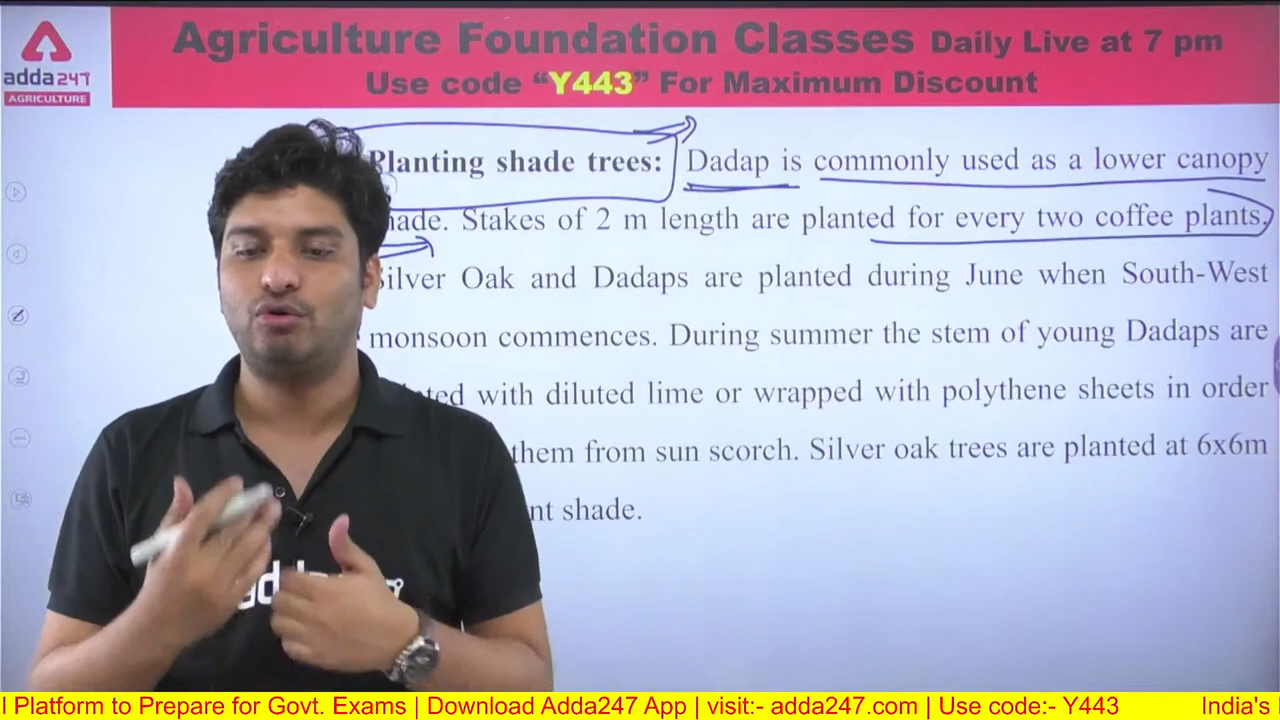 Agriculture Foundation Classes Daily Live at 7 pm
Use code “Y443” For Maximum Discount
adda247
AGRICULTURE
Planting shade trees: Dadap is commonly used as a lower canopy
shade. Stakes of 2 m length are planted for every two coffee plants.
Silver Oak and Dadaps are planted during June when South-West
monsoon commences. During summer the stem of young Dadaps are
with diluted lime or wrapped with polythene sheets in order
them from sun scorch. Silver oak trees are planted at 6x6m
shade.
Platform to Prepare for Govt. Exams | Download Adda247 App | visit:- adda247.com | Use code:- Y443 India's